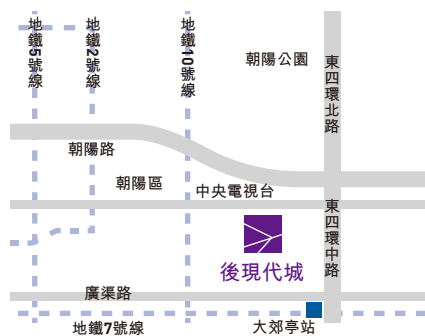 地鐵5號線
地鐵2號線
地鐵10號線
朝陽公園
東四環北路
朝陽路
朝陽區
中央電視台
東四環中路
後現代城
廣渠路
地鐵7號線
大郊亭站